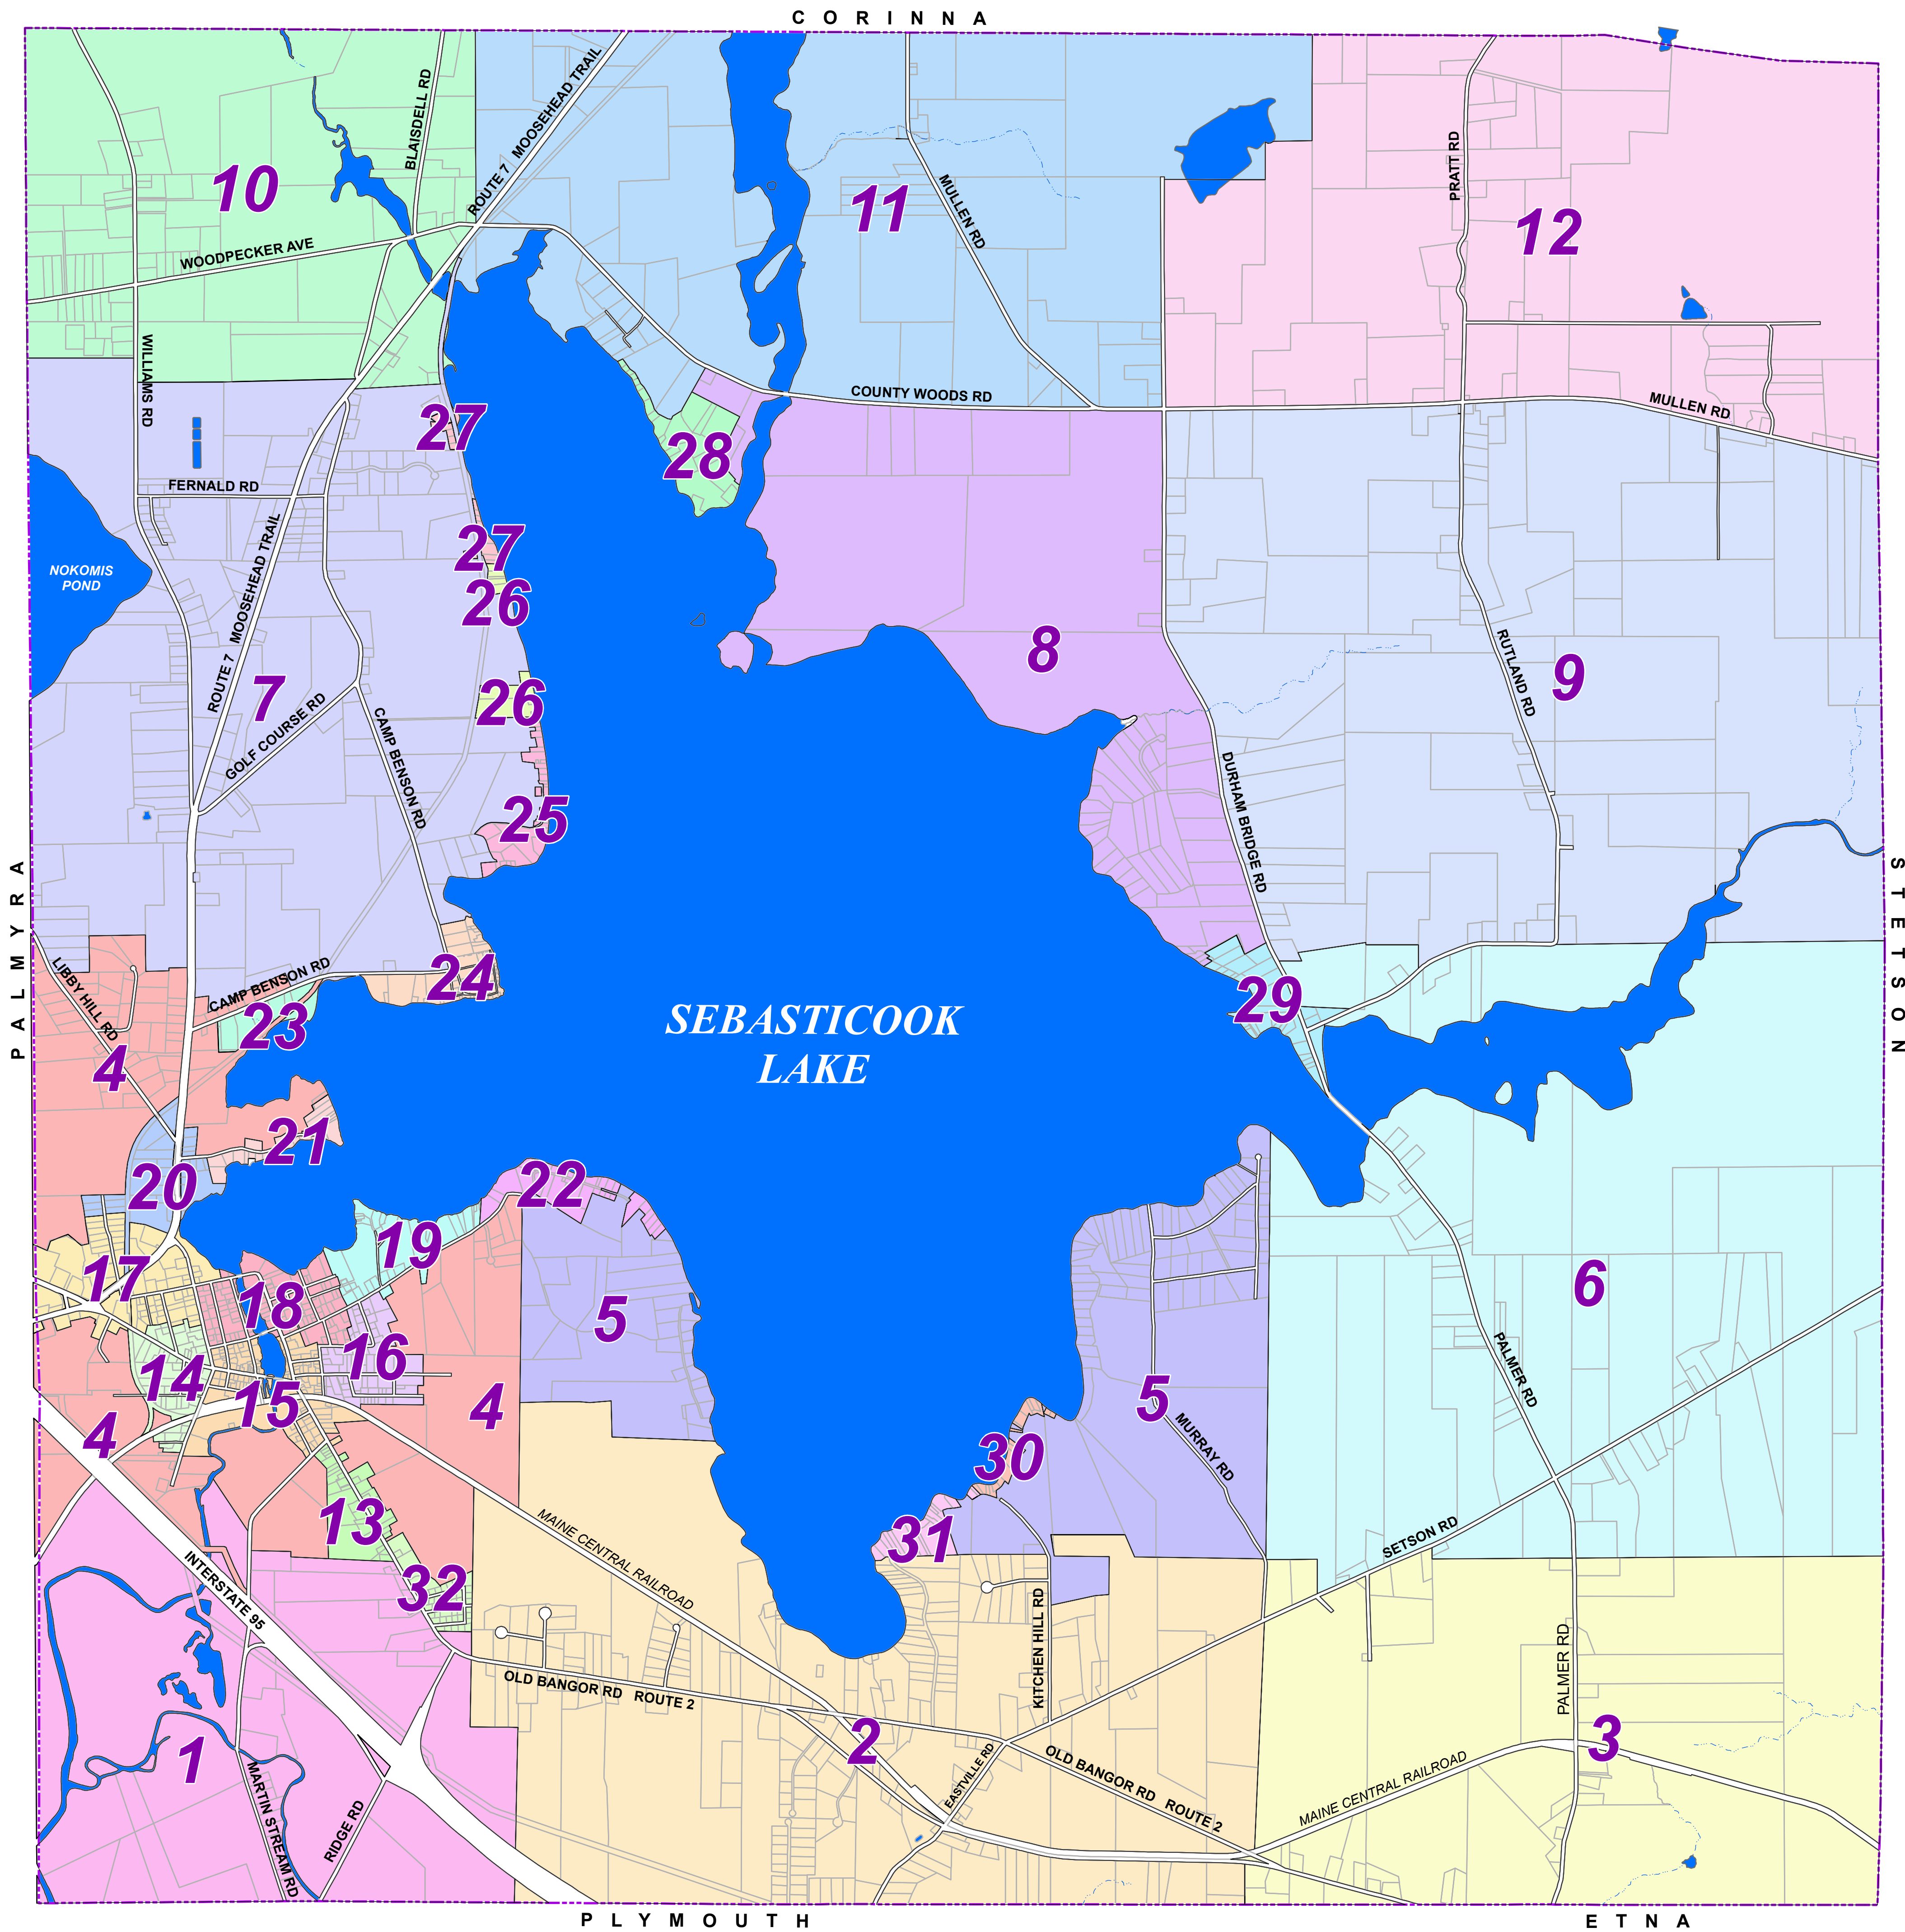 CORINNA
BLAISDELL RD
ROUTE 7 MOOSEHEAD TRAIL
10
11
MULLEN RD
PRATT RD
12
WOODPECKER AVE
WILLIAMS RD
COUNTY WOODS RD
MULLEN RD
27
28
FERNALD RD
ROUTE 7 MOOSEHEAD TRAIL
27
NOKOMIS
POND
26
8
RUTLAND RD
9
7
26
GOLF COURSE RD
CAMP BENSON RD
25
DURHAM BRIDGE RD
PALMYRA
STETSON
LIBBY HILL RD
CAMP BENSON RD
24
23
29
SEBASTICOOK
LAKE
4
21
20
22
19
17
18
5
6
16
14
15
4
5
PALMER RD
4
MURRAY RD
30
13
31
SETSON RD
MAINE CENTRAL RAILROAD
INTERSTATE 95
32
KITCHEN HILL RD
PALMER RD
OLD BANGOR RD ROUTE 2
1
2
3
MARTIN STREAM RD
RIDGE RD
EASTVILLE RD
OLD BANGOR RD ROUTE 2
MAINE CENTRAL RAILROAD
PLYMOUTH
ETNA